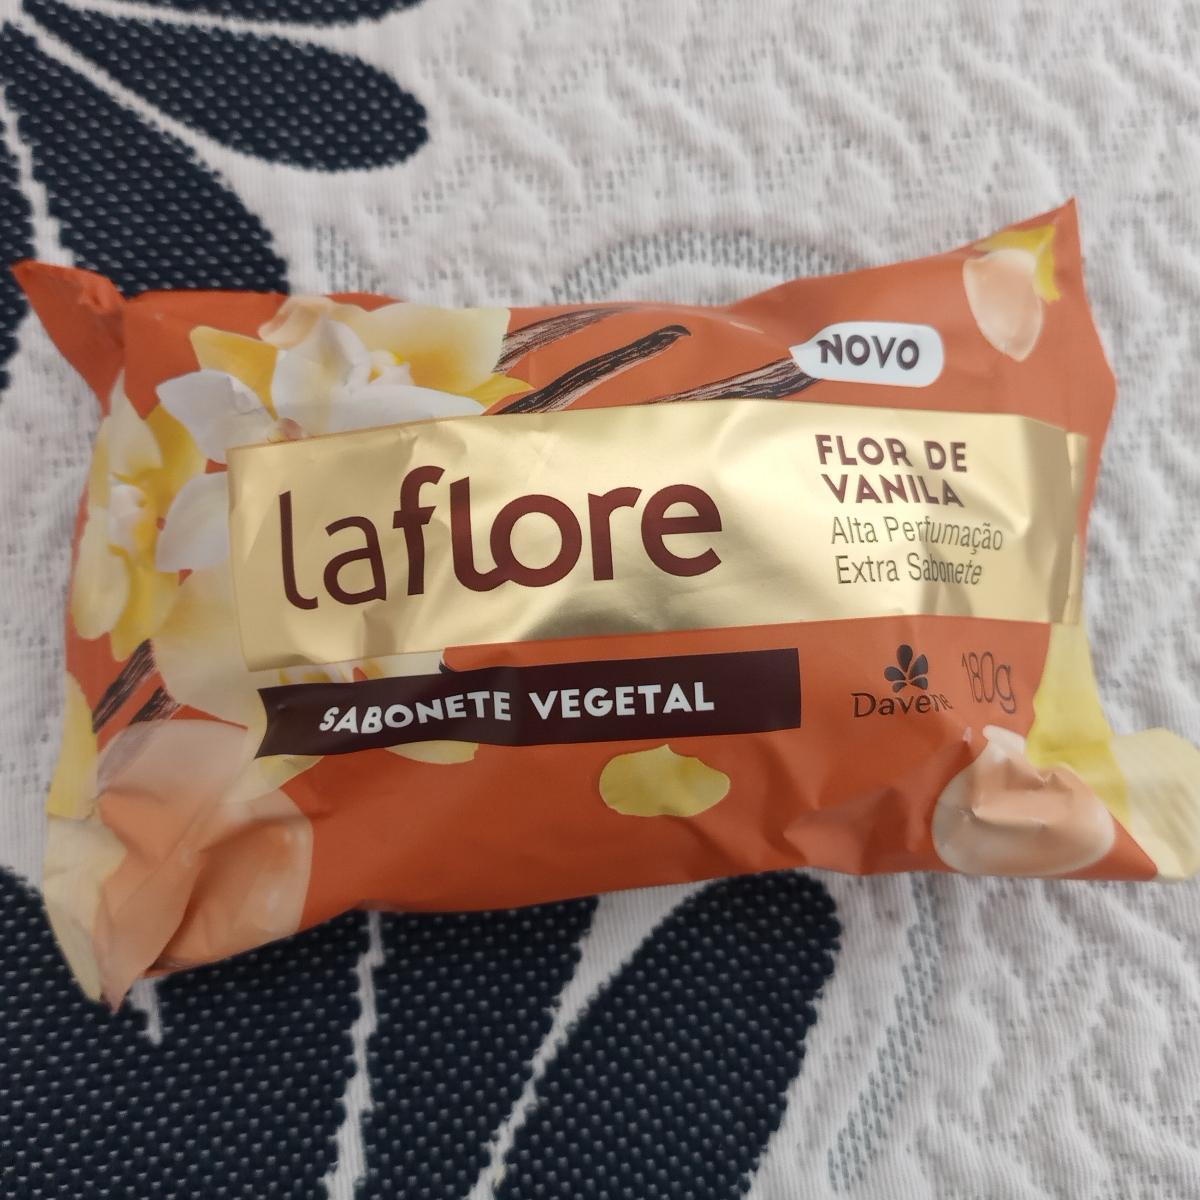 NOVO
laflore
FLOR DE
VANILA
Alta Perfumação
Extra Sabonete
SABONETE VEGETAL
Davene
180g